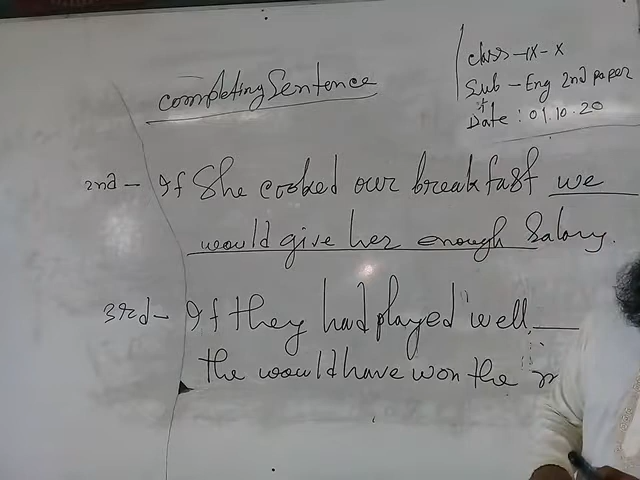 Completing Sentence
Class - IX - X
Sub - Eng 2nd paper
Date : 01.10.20
2nd - If She cooked our breakfast we
would give her enough Salary.
3rd - If they had played well
the would have won the